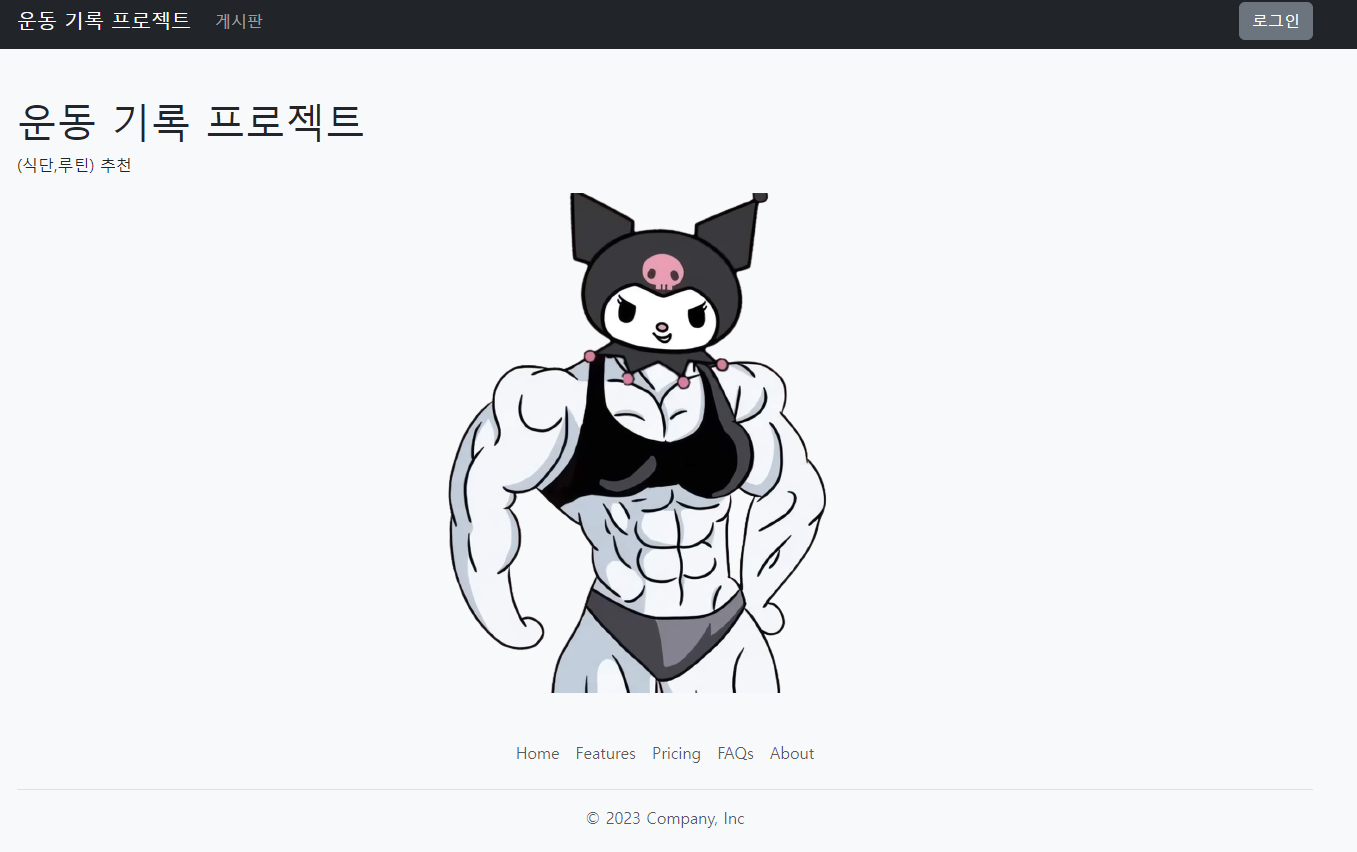 운동 기록 프로젝트 게시판 로그인
운동 기록 프로젝트
(식단,루틴) 추천
Home Features Pricing FAQs About
© 2023 Company, Inc